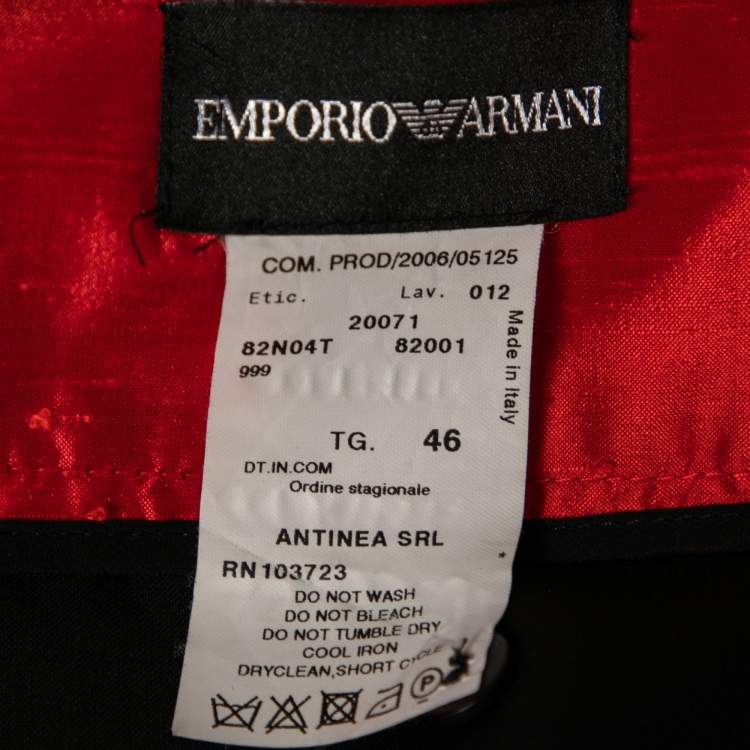 EMPORIO ARMANI
COM. PROD/2006/05125
Etic. Lav. 012
20071
82N04T 82001
999
Made in Italy
TG. 46
DT.IN.COM
Ordine stagionale
ANTINEA SRL
*
RN103723
DO NOT WASH
DO NOT BLEACH
DO NOT TUMBLE DRY
COOL IRON
DRYCLEAN,SHORT CYCLE
P